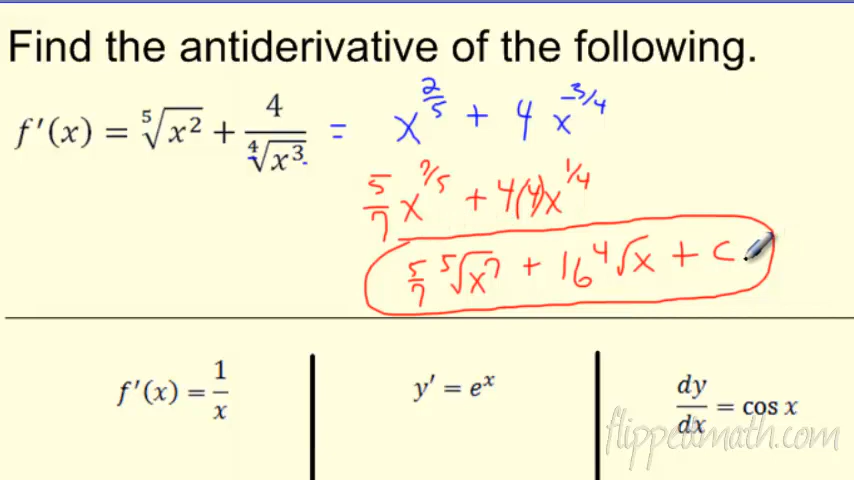 Find the antiderivative of the following.
f′(x) = ⁵√x² + 4/⁴√x³ = x^(2/5) + 4x^(-3/4)
5/7 x^(7/5) + 4(4)x^(1/4)
5/7 ⁵√x⁷ + 16 ⁴√x + C
f′(x) = 1/x
y′ = eˣ
dy/dx = cos x
flippedmath.com